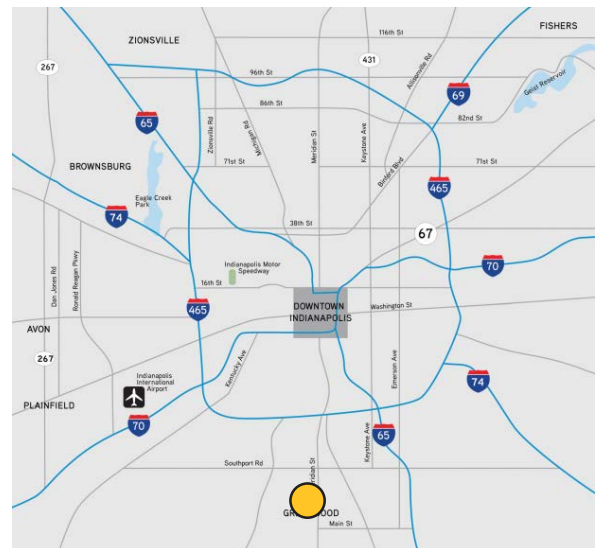 116th St
FISHERS
ZIONSVILLE
431
267
96th St
Allisonville Rd
Geist Reservoir
69
86th St
82nd St
65
Zionsville Rd
Michigan Rd
Meridian St
Keystone Ave
Binford Blvd
BROWNSBURG
71st St
71st St
465
Eagle Creek
Park
74
38th St
67
Dan Jones Rd
Ronald Reagan Pkwy
Indianapolis Motor
Speedway
70
16th St
DOWNTOWN
INDIANAPOLIS
Washington St
465
AVON
267
Kentucky Ave
Emerson Ave
Indianapolis
International
Airport
74
PLAINFIELD
70
65
Keystone Ave
Southport Rd
St
Main St